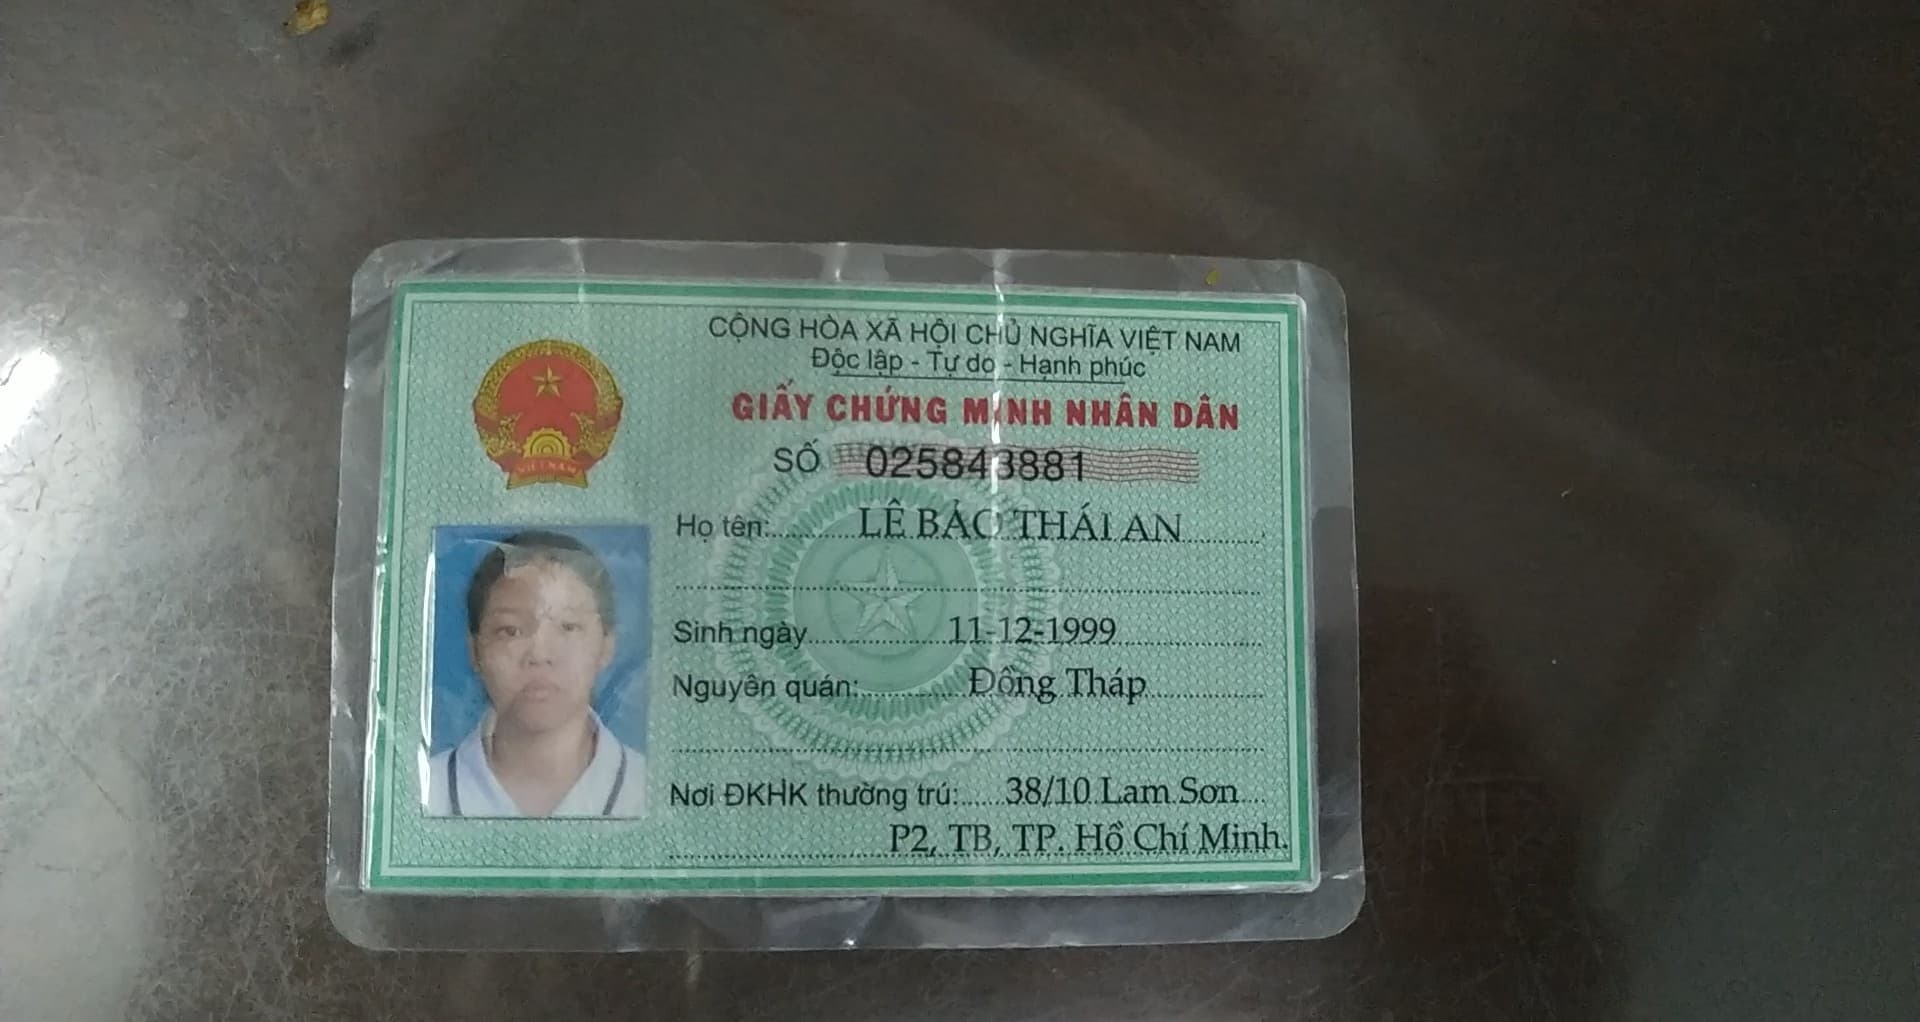 CỘNG HÒA XÃ HỘI CHỦ NGHĨA VIỆT NAM
Độc lập - Tự do - Hạnh phúc
GIẤY CHỨNG MINH NHÂN DÂN
SỐ 025843881
VIỆT NAM
Họ tên: LÊ BẢO THÁI AN
Sinh ngày 11-12-1999
Nguyên quán: Đồng Tháp
Nơi ĐKHK thường trú: 38/10 Lam Sơn
P2, TB, TP. Hồ Chí Minh.